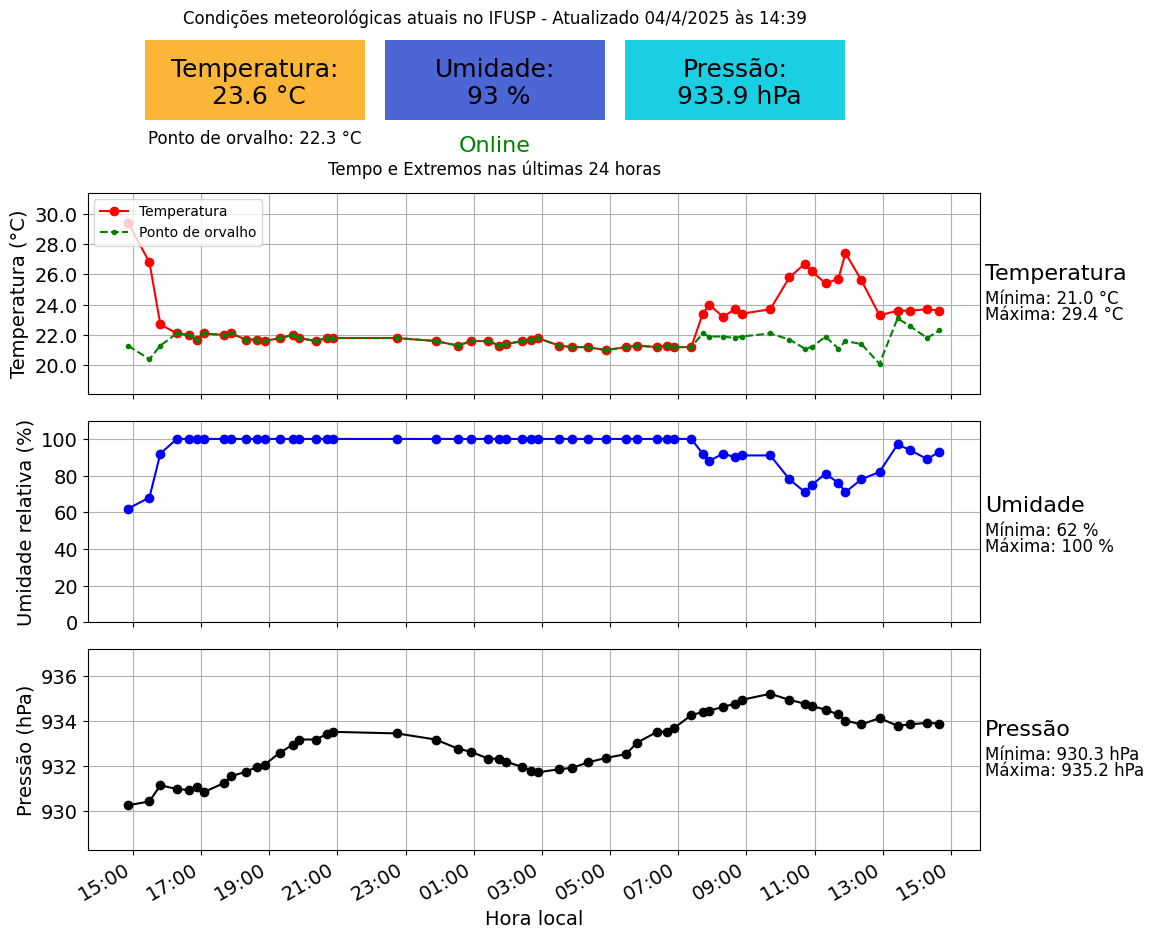 Condições meteorológicas atuais no IFUSP - Atualizado 04/4/2025 às 14:39
Temperatura:
23.6 °C
Umidade:
93 %
Pressão:
933.9 hPa
Ponto de orvalho: 22.3 °C
Online
Tempo e Extremos nas últimas 24 horas
Temperatura (°C)
30.0
28.0
26.0
24.0
22.0
20.0
Temperatura
Ponto de orvalho
Temperatura
Mínima: 21.0 °C
Máxima: 29.4 °C
Umidade relativa (%)
100
80
60
40
20
0
Umidade
Mínima: 62 %
Máxima: 100 %
Pressão (hPa)
936
934
932
930
Pressão
Mínima: 930.3 hPa
Máxima: 935.2 hPa
15:00
17:00
19:00
21:00
23:00
01:00
03:00
05:00
07:00
09:00
11:00
13:00
15:00
Hora local